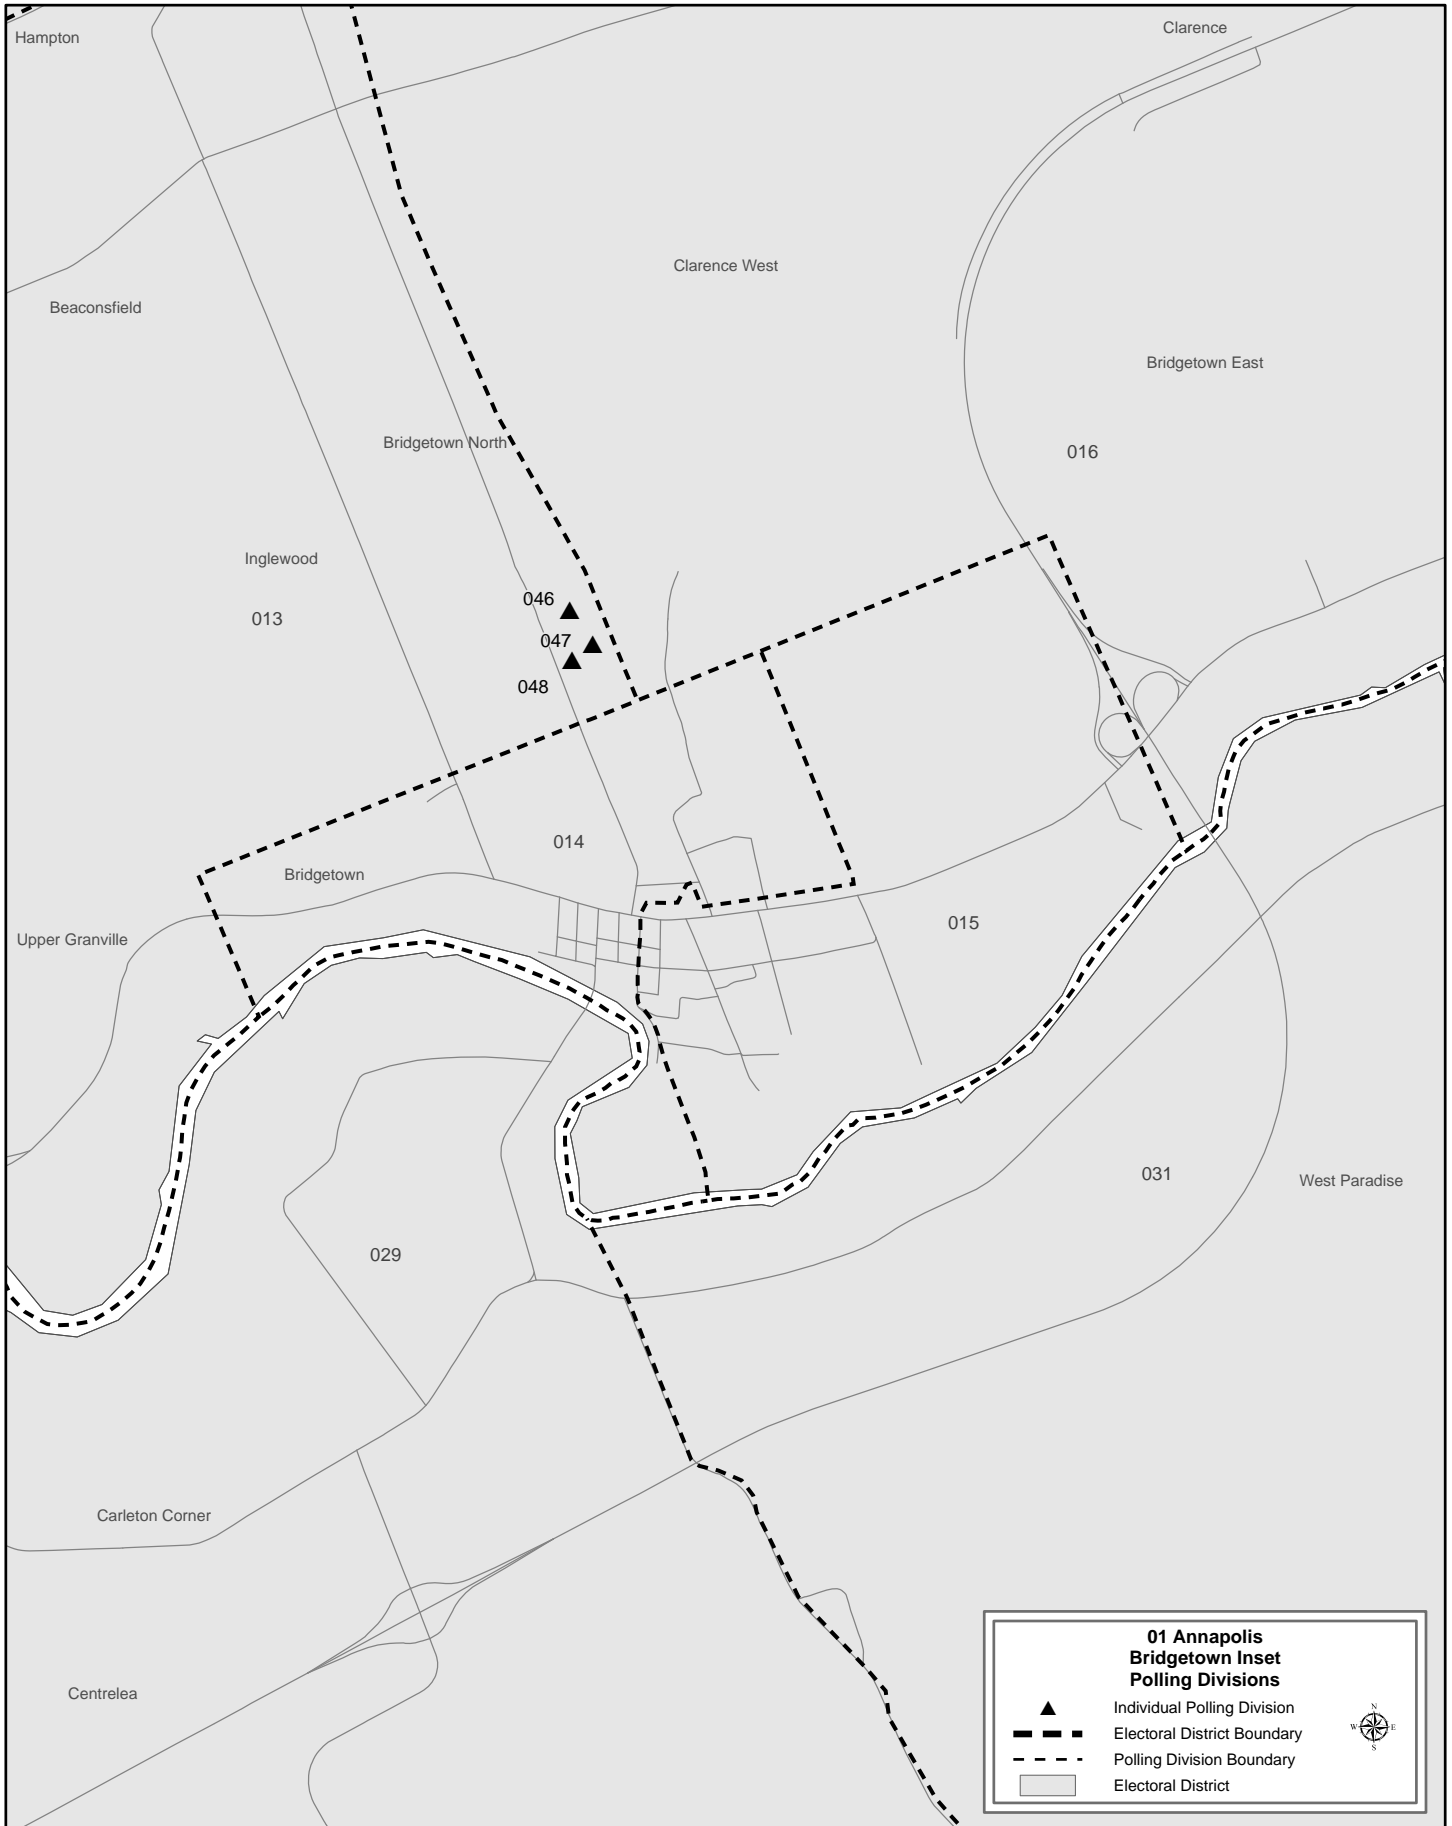 Hampton
Clarence
Clarence West
Beaconsfield
Bridgetown East
Bridgetown North
016
Inglewood
046
013
047
048
014
Bridgetown
015
Upper Granville
031
West Paradise
029
Carleton Corner
Centrelea
01 Annapolis
Bridgetown Inset
Polling Divisions
Individual Polling Division
Electoral District Boundary
Polling Division Boundary
Electoral District
N
W E
S